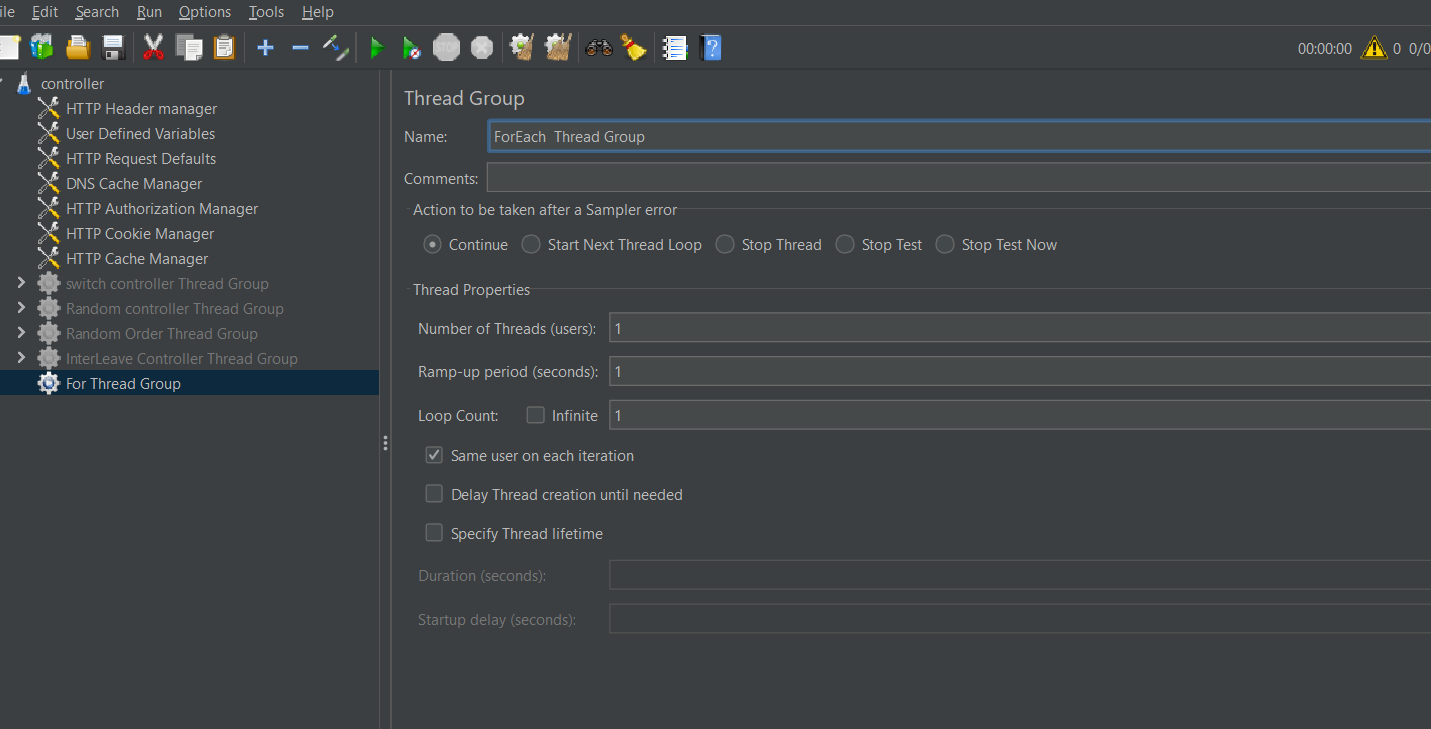 ile Edit Search Run Options Tools Help
STOP 00:00:00 0 0/0
controller
HTTP Header manager
User Defined Variables
HTTP Request Defaults
DNS Cache Manager
HTTP Authorization Manager
HTTP Cookie Manager
HTTP Cache Manager
switch controller Thread Group
Random controller Thread Group
Random Order Thread Group
InterLeave Controller Thread Group
For Thread Group
Thread Group
Name: ForEach  Thread Group
Comments:
Action to be taken after a Sampler error
Continue Start Next Thread Loop Stop Thread Stop Test Stop Test Now
Thread Properties
Number of Threads (users): 1
Ramp-up period (seconds): 1
Loop Count: Infinite 1
Same user on each iteration
Delay Thread creation until needed
Specify Thread lifetime
Duration (seconds):
Startup delay (seconds):